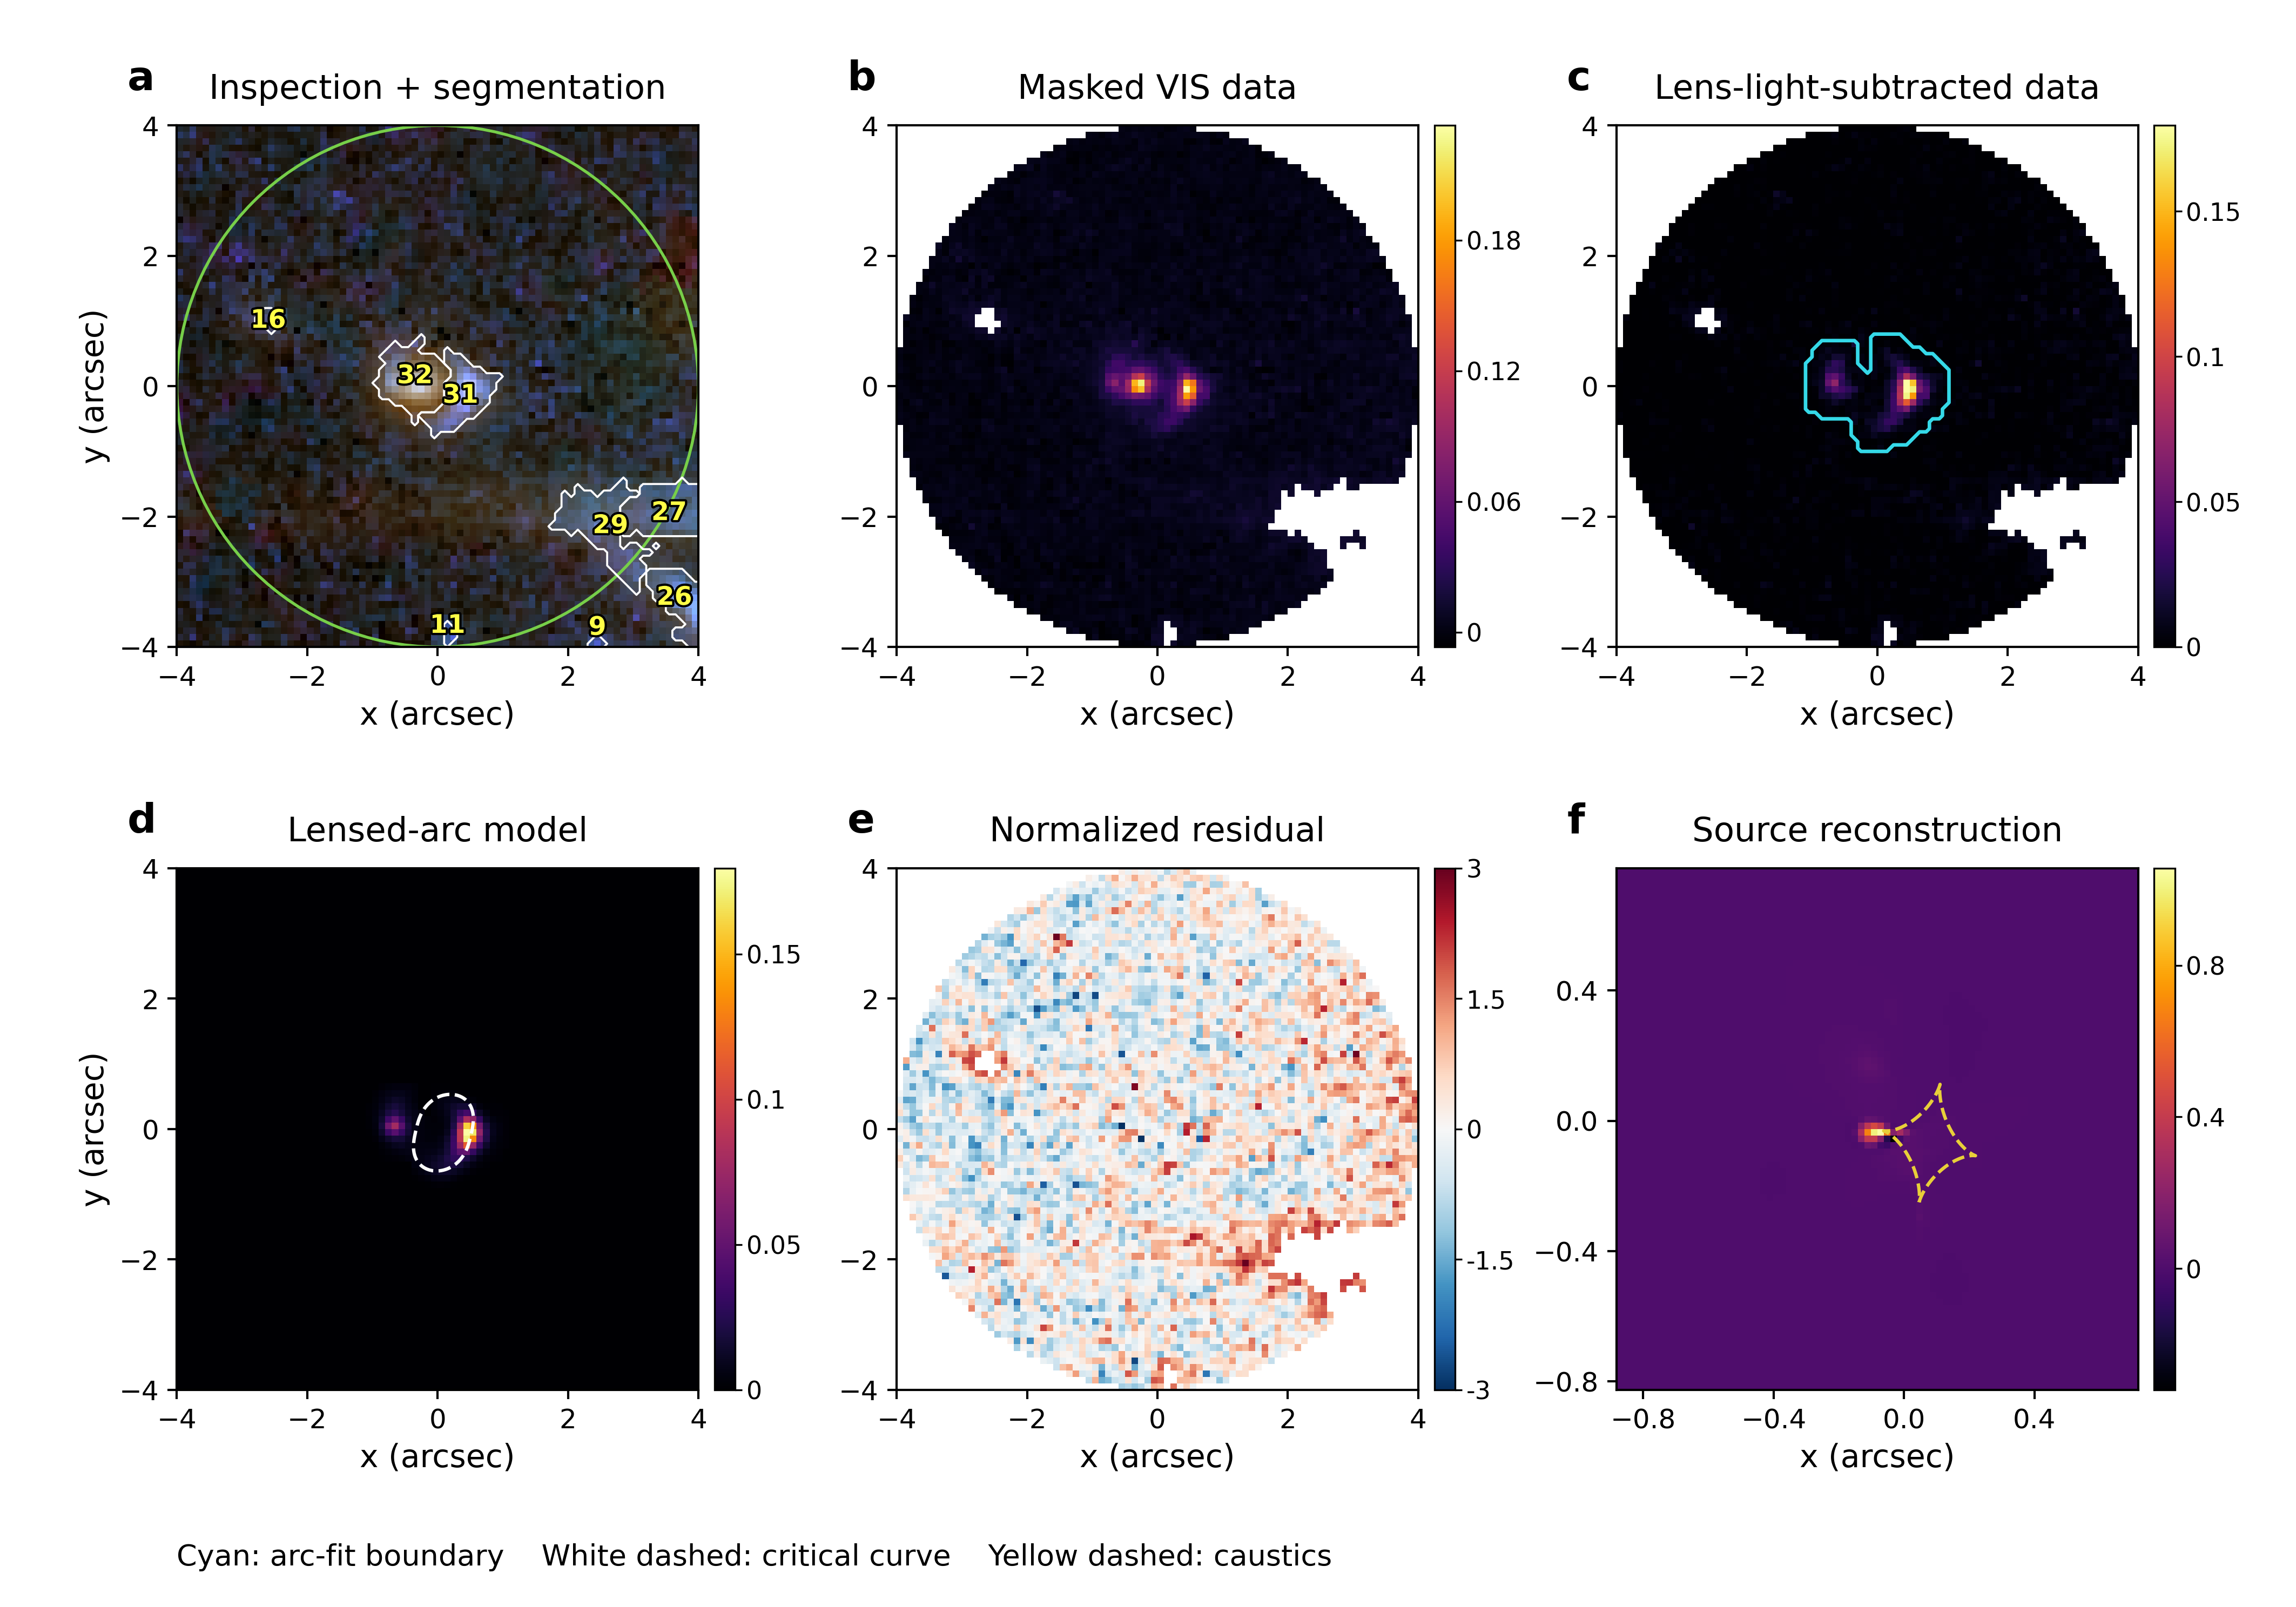 a Inspection + segmentation
b Masked VIS data
c Lens-light-subtracted data
4
2
0
−2
−4
y (arcsec)
16
32
31
27
29
26
11
9
−4 −2 0 2 4
x (arcsec)
4
2
0
−2
−4
−4 −2 0 2 4
x (arcsec)
0.18
0.12
0.06
0
4
2
0
−2
−4
−4 −2 0 2 4
x (arcsec)
0.15
0.1
0.05
0
d Lensed-arc model
e Normalized residual
f Source reconstruction
4
2
0
−2
−4
y (arcsec)
−4 −2 0 2 4
x (arcsec)
0.15
0.1
0.05
0
4
2
0
−2
−4
−4 −2 0 2 4
x (arcsec)
3
1.5
0
-1.5
-3
0.4
0.0
−0.4
−0.8
−0.8 −0.4 0.0 0.4
x (arcsec)
0.8
0.4
0
Cyan: arc-fit boundary White dashed: critical curve Yellow dashed: caustics